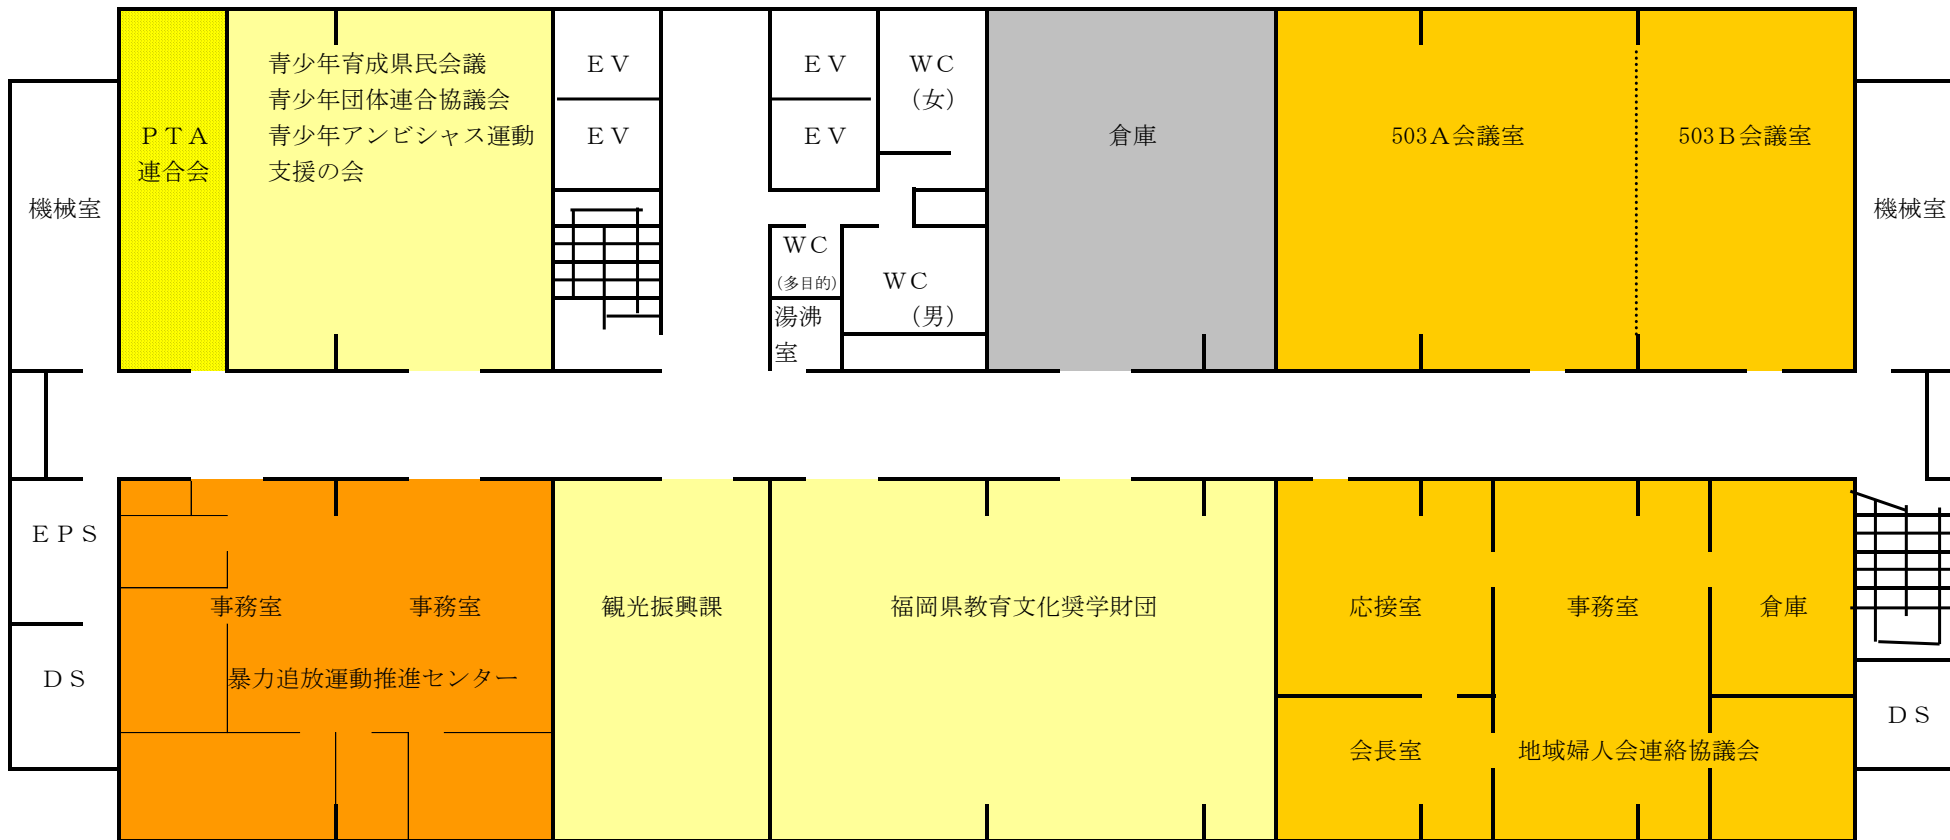 青少年育成県民会議
青少年団体連合協議会
青少年アンビシャス運動
支援の会
ＰＴＡ
連合会
機械室
ＥＶ
ＥＶ
ＥＶ
ＥＶ
ＷＣ
（女）
ＷＣ
（多目的）
湯沸
室
ＷＣ
（男）
倉庫
503Ａ会議室
503Ｂ会議室
機械室
ＥＰＳ
ＤＳ
事務室
事務室
暴力追放運動推進センター
観光振興課
福岡県教育文化奨学財団
応接室
事務室
倉庫
会長室
地域婦人会連絡協議会
ＤＳ